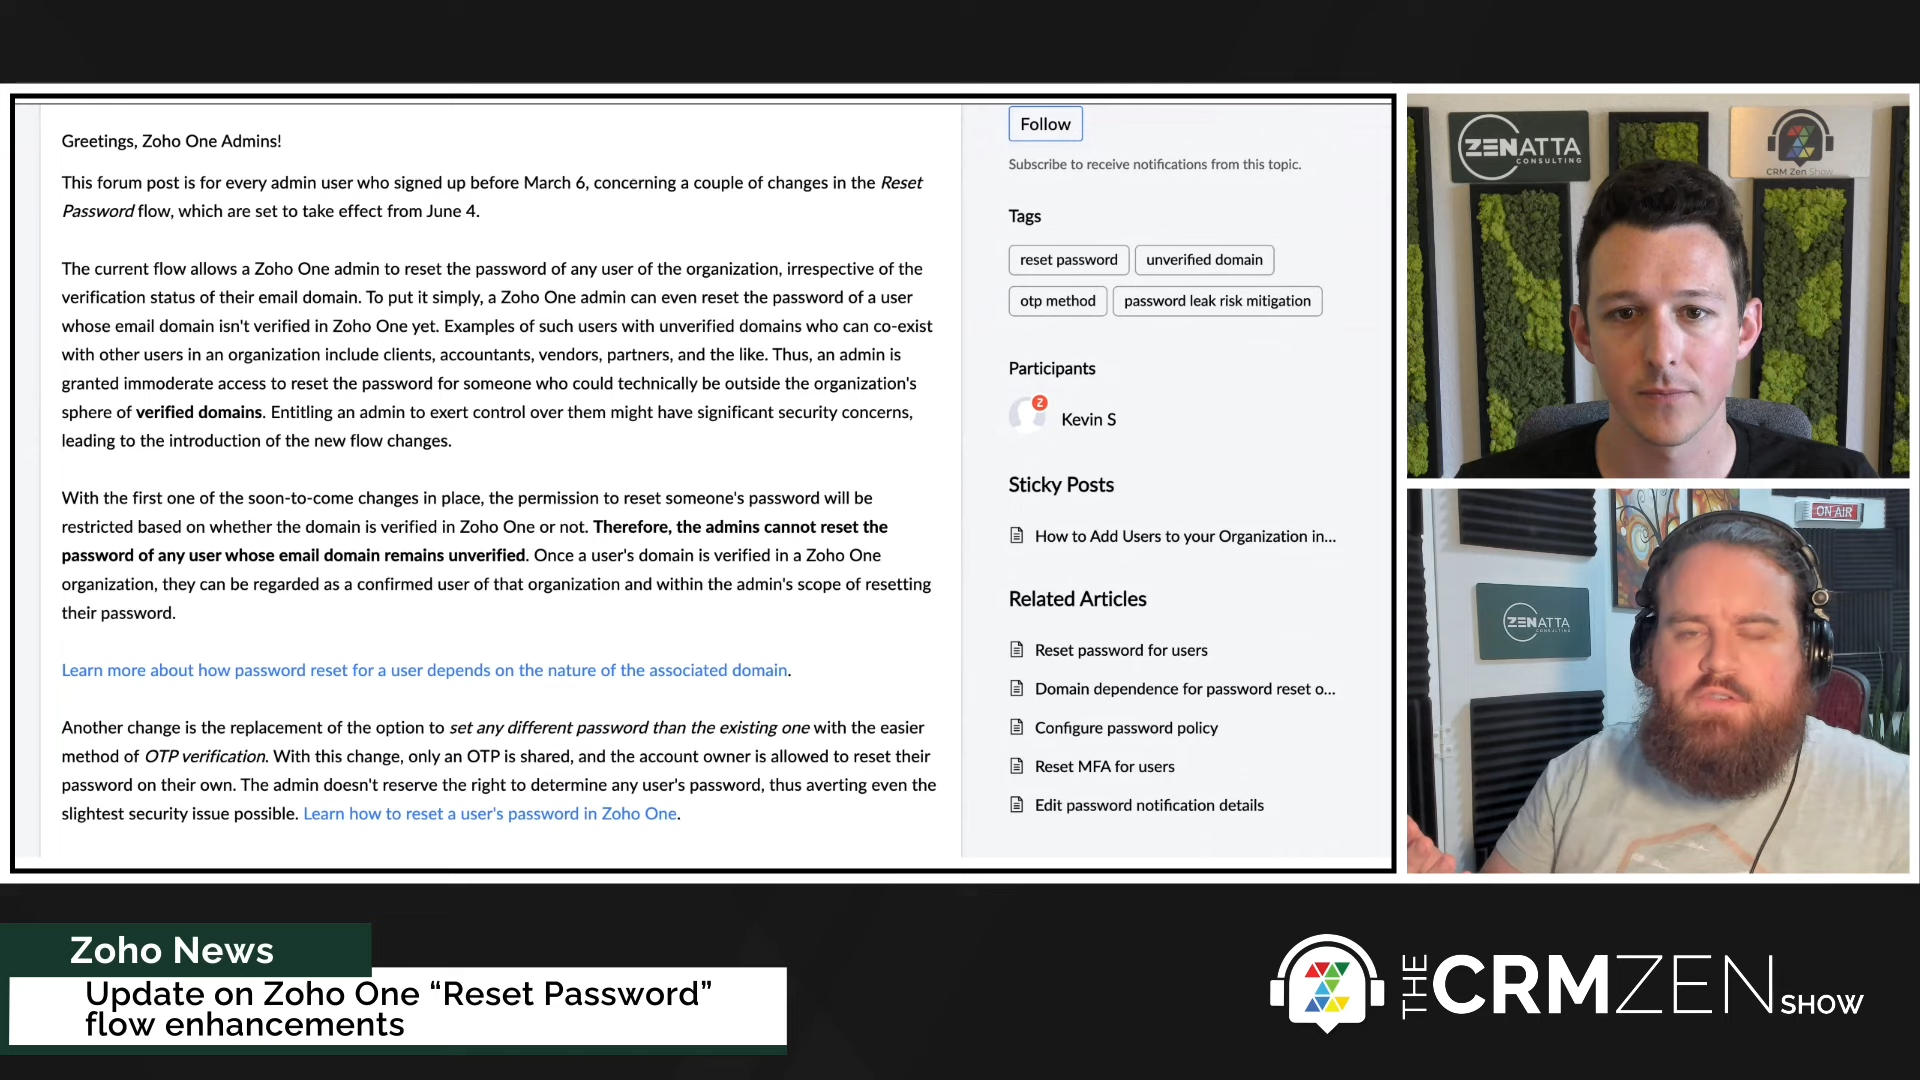 Greetings, Zoho One Admins!
This forum post is for every admin user who signed up before March 6, concerning a couple of changes in the Reset
Password flow, which are set to take effect from June 4.
The current flow allows a Zoho One admin to reset the password of any user of the organization, irrespective of the
verification status of their email domain. To put it simply, a Zoho One admin can even reset the password of a user
whose email domain isn't verified in Zoho One yet. Examples of such users with unverified domains who can co-exist
with other users in an organization include clients, accountants, vendors, partners, and the like. Thus, an admin is
granted immoderate access to reset the password for someone who could technically be outside the organization's
sphere of verified domains. Entitling an admin to exert control over them might have significant security concerns,
leading to the introduction of the new flow changes.
With the first one of the soon-to-come changes in place, the permission to reset someone's password will be
restricted based on whether the domain is verified in Zoho One or not. Therefore, the admins cannot reset the
password of any user whose email domain remains unverified. Once a user's domain is verified in a Zoho One
organization, they can be regarded as a confirmed user of that organization and within the admin's scope of resetting
their password.
Learn more about how password reset for a user depends on the nature of the associated domain.
Another change is the replacement of the option to set any different password than the existing one with the easier
method of OTP verification. With this change, only an OTP is shared, and the account owner is allowed to reset their
password on their own. The admin doesn't reserve the right to determine any user's password, thus averting even the
slightest security issue possible. Learn how to reset a user's password in Zoho One.
Follow
Subscribe to receive notifications from this topic.
Tags
reset password
unverified domain
otp method
password leak risk mitigation
Participants
Z
Kevin S
Sticky Posts
How to Add Users to your Organization in...
Related Articles
Reset password for users
Domain dependence for password reset o...
Configure password policy
Reset MFA for users
Edit password notification details
ZENATTA
CONSULTING
CRM Zen Show
ON AIR
ZENATTA
CONSULTING
Zoho News
Update on Zoho One “Reset Password”
flow enhancements
THE CRMZEN SHOW